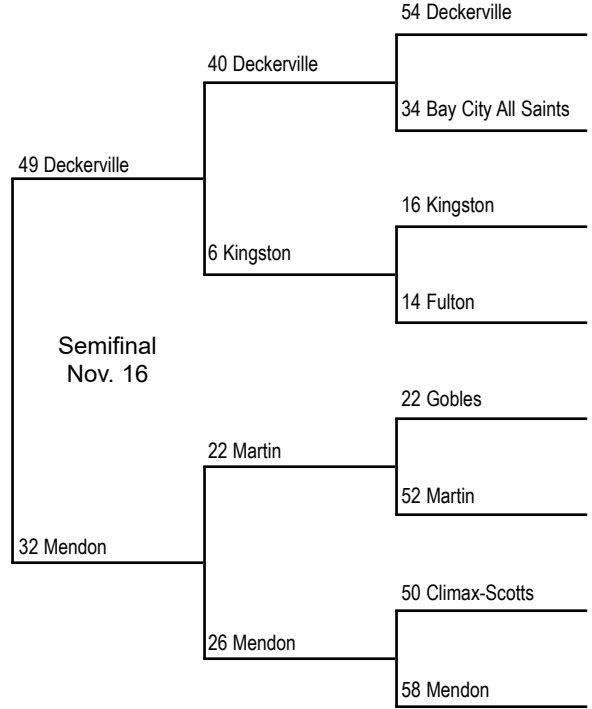 54 Deckerville
40 Deckerville
34 Bay City All Saints
49 Deckerville
16 Kingston
6 Kingston
14 Fulton
Semifinal
Nov. 16
22 Gobles
22 Martin
52 Martin
32 Mendon
50 Climax-Scotts
26 Mendon
58 Mendon